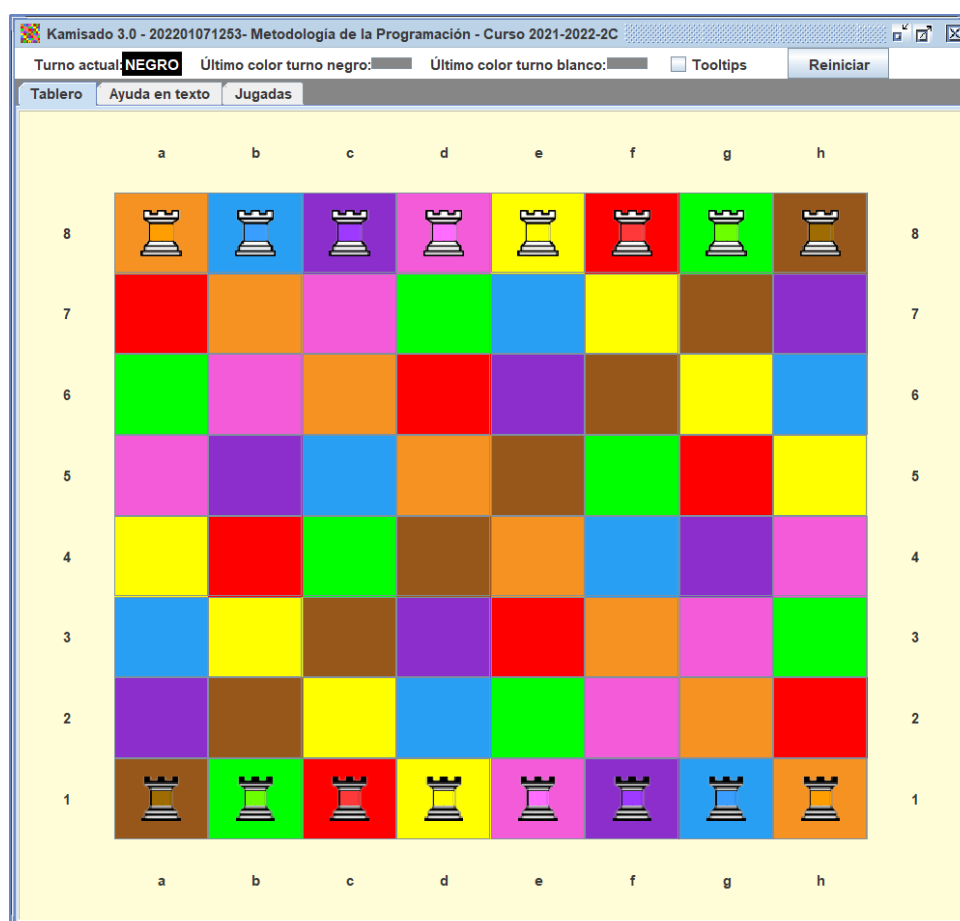 Kamisado 3.0 - 202201071253- Metodología de la Programación - Curso 2021-2022-2C
Turno actual: NEGRO Último color turno negro: Último color turno blanco: Tooltips Reiniciar
Tablero Ayuda en texto Jugadas
a b c d e f g h
8 8
7 7
6 6
5 5
4 4
3 3
2 2
1 1
a b c d e f g h